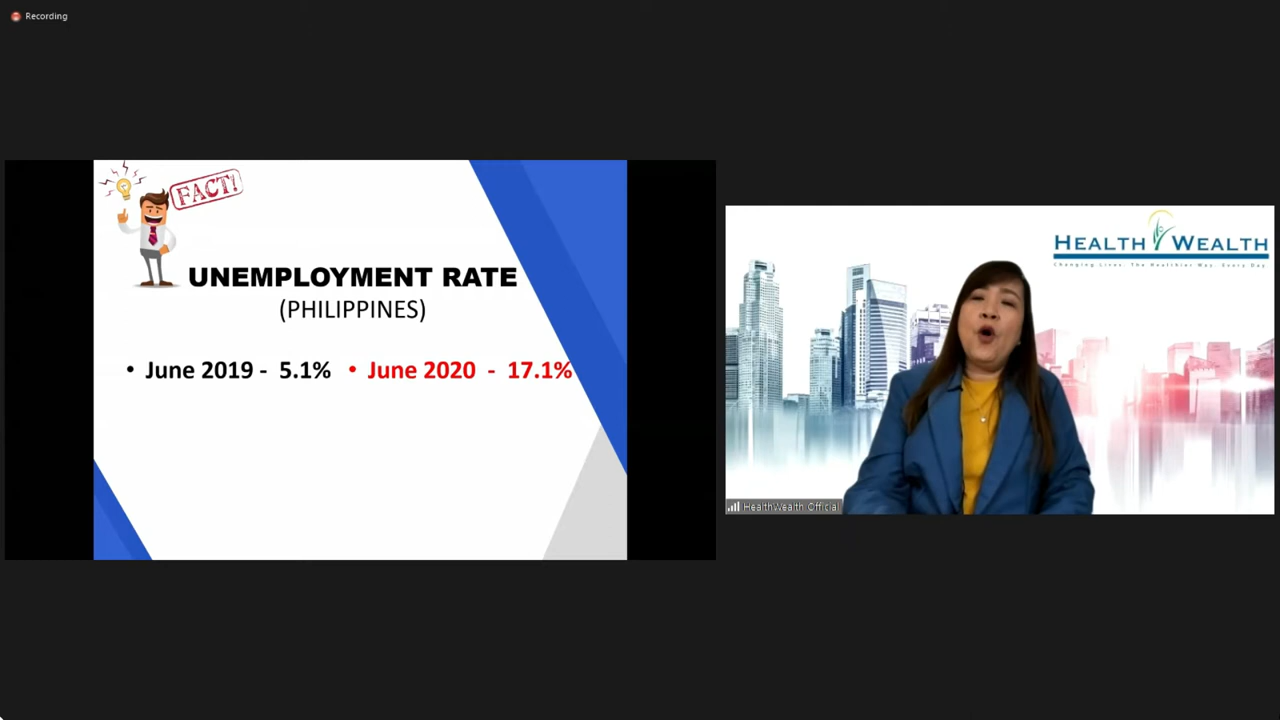 Recording
FACT!
UNEMPLOYMENT RATE
(PHILIPPINES)
• June 2019 - 5.1% • June 2020 - 17.1%
HEALTH WEALTH
Changing Lives. The Healthier Way. Every Day
HealthWealth Official